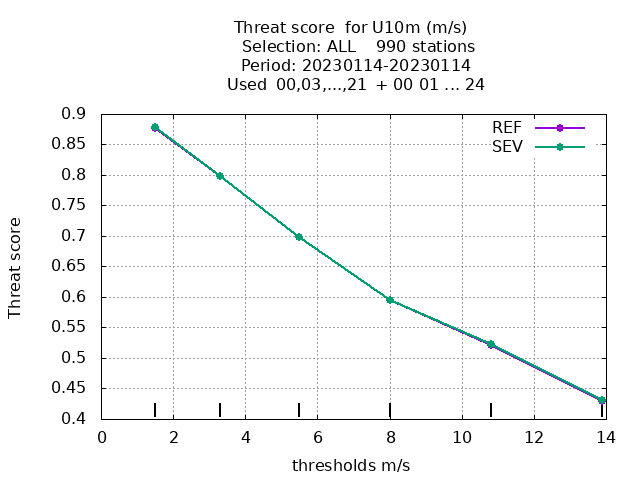 Threat score  for U10m (m/s)
Selection: ALL    990 stations
Period: 20230114-20230114
Used  00,03,...,21  + 00 01 ... 24
REF
SEV
Threat score
0.9
0.85
0.8
0.75
0.7
0.65
0.6
0.55
0.5
0.45
0.4
0 2 4 6 8 10 12 14
thresholds m/s